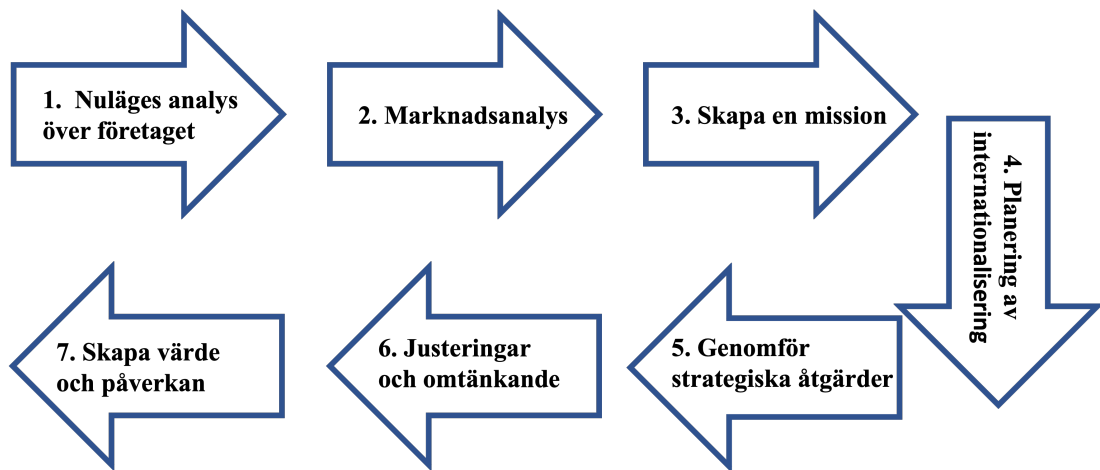 1. Nuläges analys
över företaget
2. Marknadsanalys
3. Skapa en mission
4. Planering av
internationalisering
5. Genomför
strategiska åtgärder
6. Justeringar
och omtänkande
7. Skapa värde
och påverkan